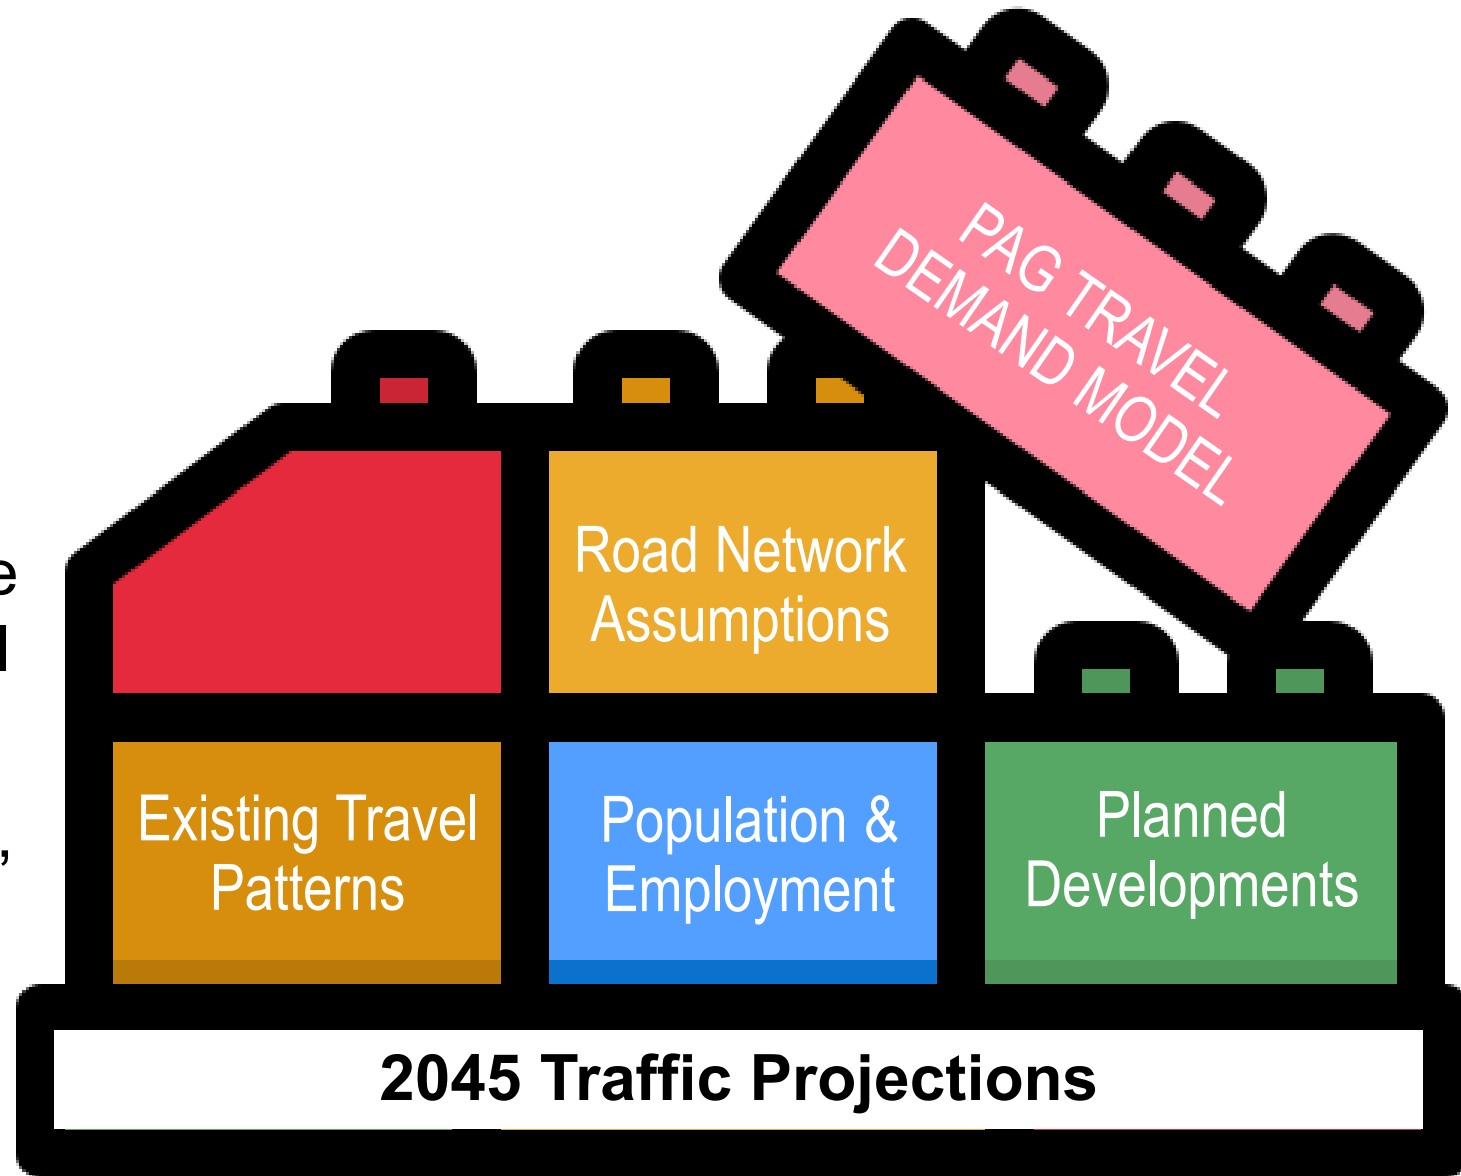 PAG TRAVEL
DEMAND MODEL
Road Network
Assumptions
Existing Travel
Patterns
Population &
Employment
Planned
Developments
2045 Traffic Projections